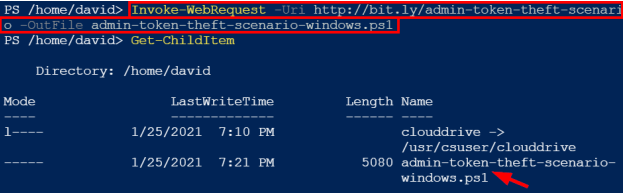 PS /home/david> Invoke-WebRequest -Uri http://bit.ly/admin-token-theft-scenari
o -OutFile admin-token-theft-scenario-windows.ps1
PS /home/david> Get-ChildItem
Directory: /home/david
Mode LastWriteTime Length Name
---- ------------- ------ ----
l---- 1/25/2021 7:10 PM clouddrive ->
/usr/csuser/clouddrive
----- 1/25/2021 7:21 PM 5080 admin-token-theft-scenario-
windows.ps1